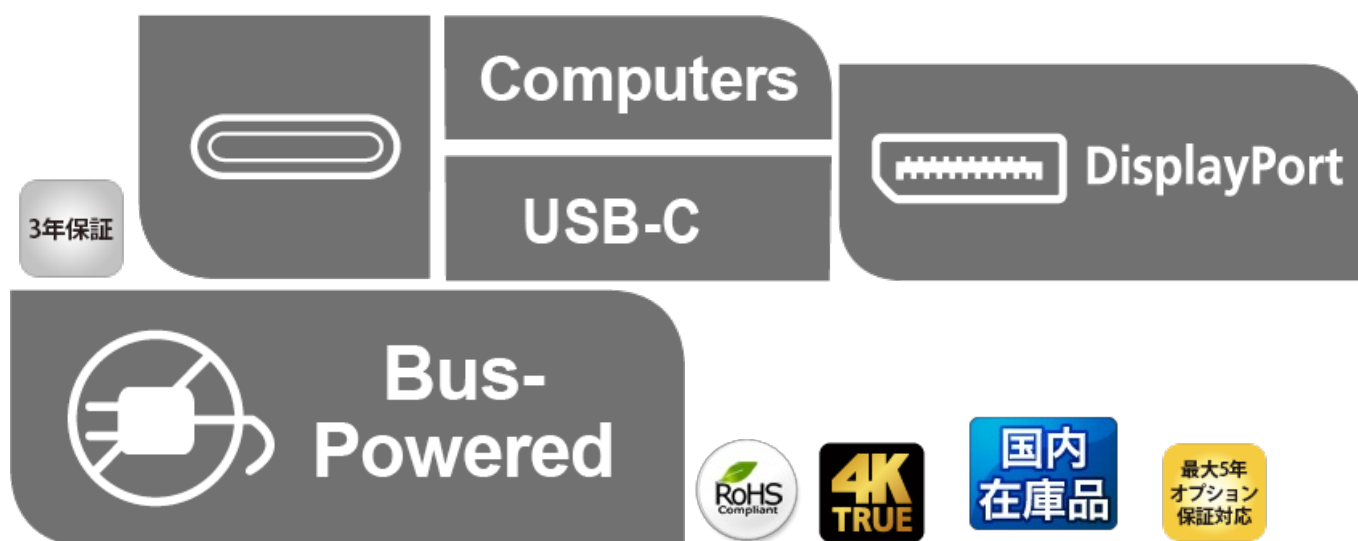 Computers
DisplayPort
USB-C
3年保証
Bus-
Powered
RoHS
Compliant
4K
TRUE
国内
在庫品
最大5年
オプション
保証対応